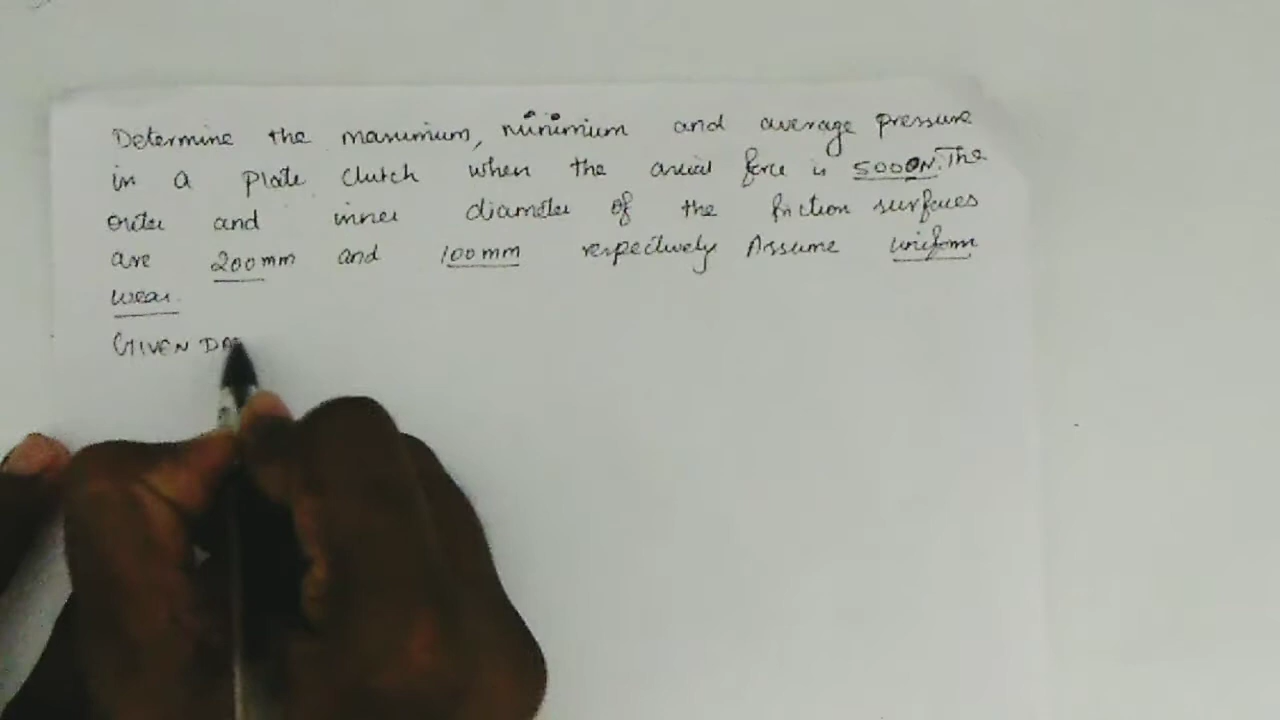 Determine the maximum, minimum and average pressure
in a plate clutch when the axial force is 5000N. The
outer and inner diameter of the friction surfaces
are 200mm and 100mm respectively Assume uniform
wear.
GIVEN DA